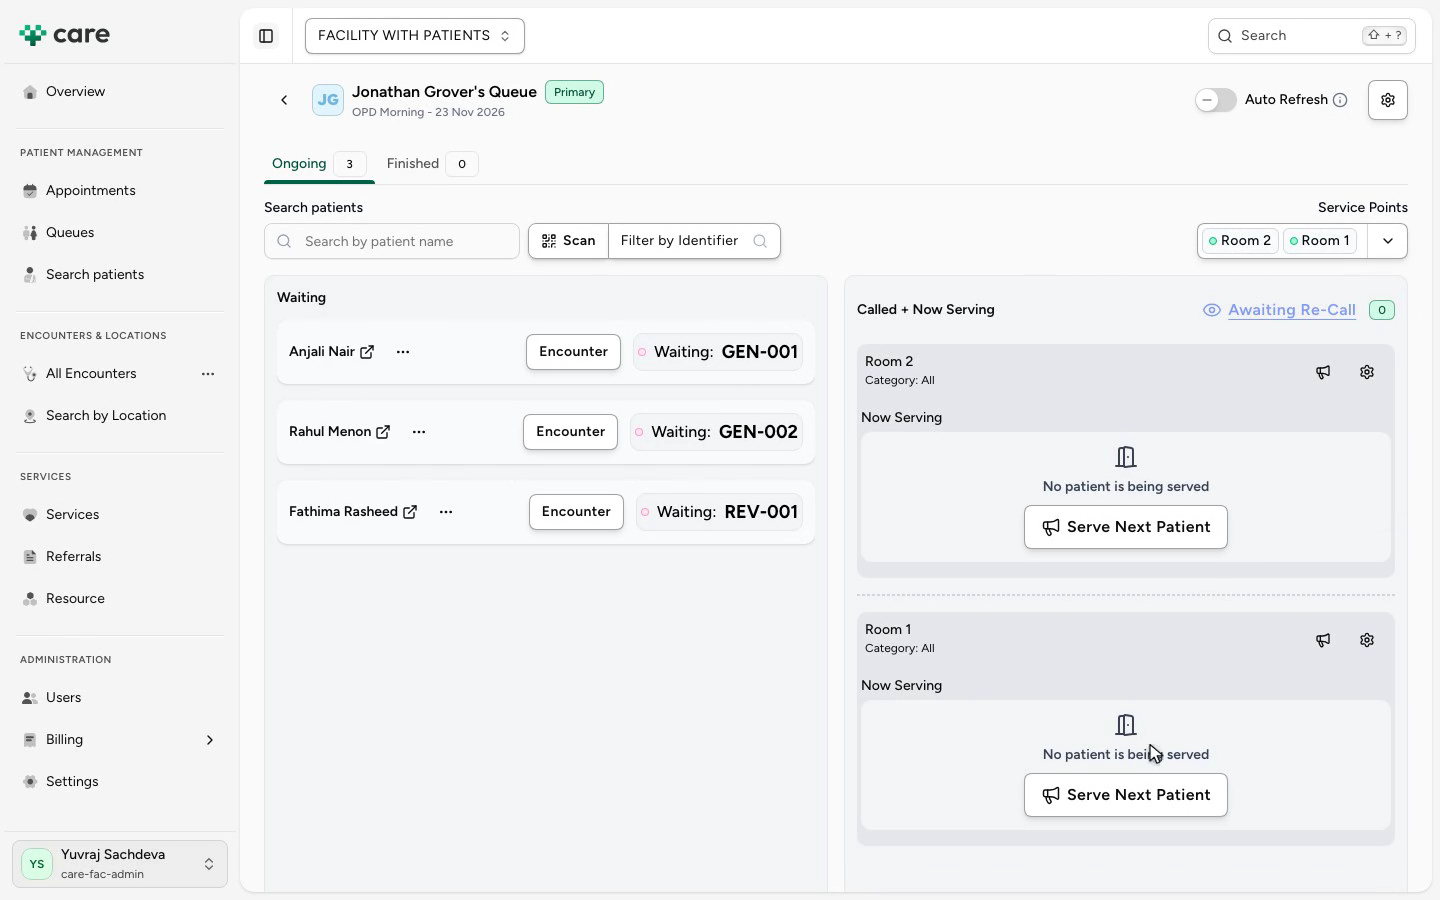 care
FACILITY WITH PATIENTS
Search
+ ?
Overview
PATIENT MANAGEMENT
Appointments
Queues
Search patients
ENCOUNTERS & LOCATIONS
All Encounters
Search by Location
SERVICES
Services
Referrals
Resource
ADMINISTRATION
Users
Billing
Settings
YS
Yuvraj Sachdeva
care-fac-admin
JG
Jonathan Grover's Queue
Primary
OPD Morning - 23 Nov 2026
Auto Refresh
Ongoing 3
Finished 0
Search patients
Search by patient name
Scan
Filter by Identifier
Service Points
Room 2
Room 1
Waiting
Anjali Nair
Encounter
Waiting: GEN-001
Rahul Menon
Encounter
Waiting: GEN-002
Fathima Rasheed
Encounter
Waiting: REV-001
Called + Now Serving
Awaiting Re-Call
0
Room 2
Category: All
Now Serving
No patient is being served
Serve Next Patient
Room 1
Category: All
Now Serving
No patient is being served
Serve Next Patient